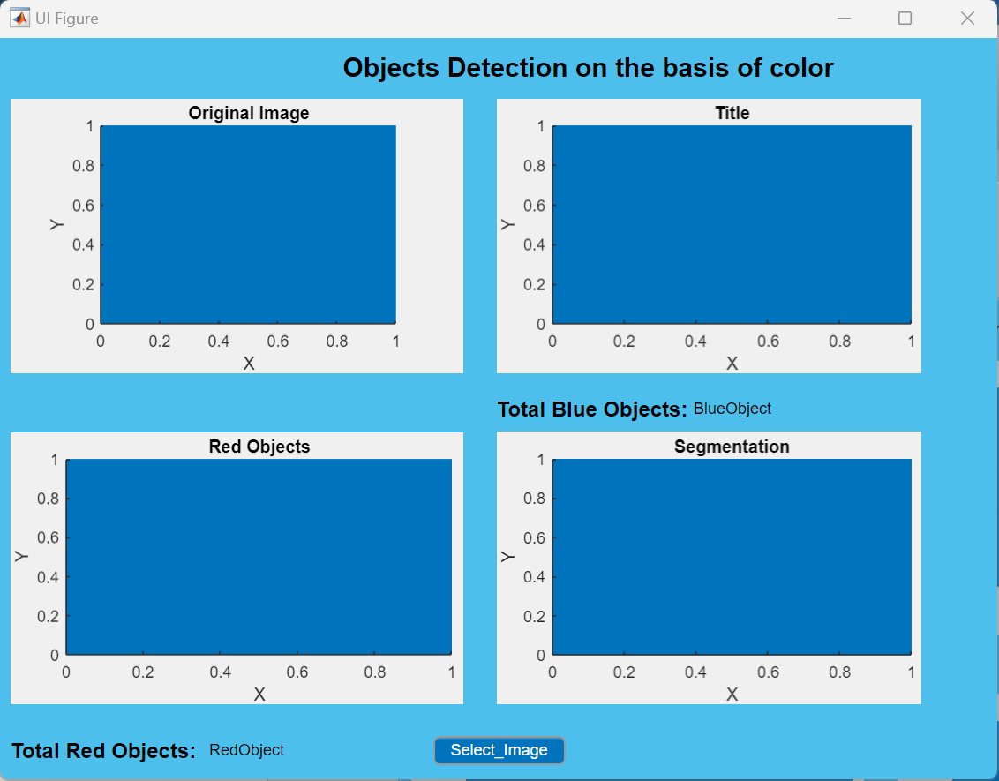 UI Figure
Objects Detection on the basis of color
Original Image
1
0.8
0.6
0.4
0.2
0
Y
0 0.2 0.4 0.6 0.8 1
X
Title
1
0.8
0.6
0.4
0.2
0
Y
0 0.2 0.4 0.6 0.8 1
X
Total Blue Objects: BlueObject
Red Objects
1
0.8
0.6
0.4
0.2
0
Y
0 0.2 0.4 0.6 0.8 1
X
Segmentation
1
0.8
0.6
0.4
0.2
0
Y
0 0.2 0.4 0.6 0.8 1
X
Total Red Objects: RedObject
Select_Image